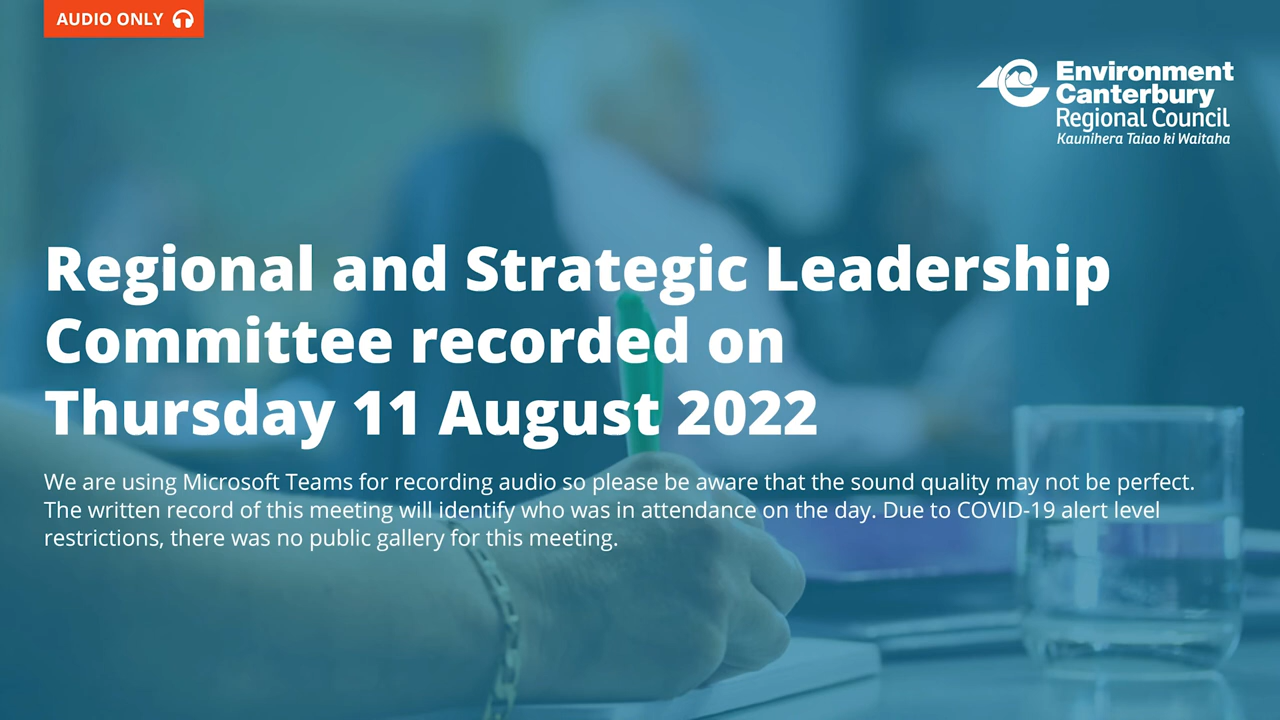 AUDIO ONLY
Environment
Canterbury
Regional Council
Kaunihera Taiao ki Waitaha
Regional and Strategic Leadership
Committee recorded on
Thursday 11 August 2022
We are using Microsoft Teams for recording audio so please be aware that the sound quality may not be perfect.
The written record of this meeting will identify who was in attendance on the day. Due to COVID-19 alert level
restrictions, there was no public gallery for this meeting.